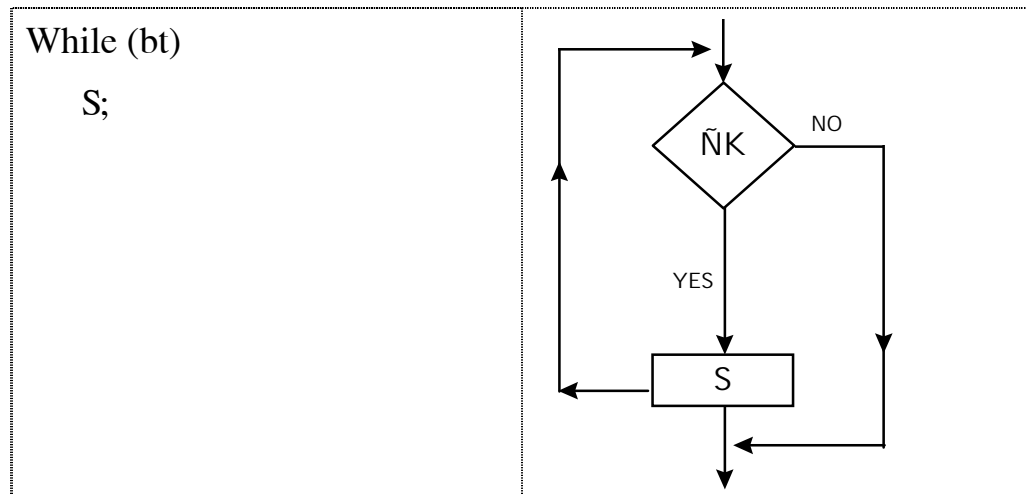 While (bt)
S;
ÑK
NO
YES
S